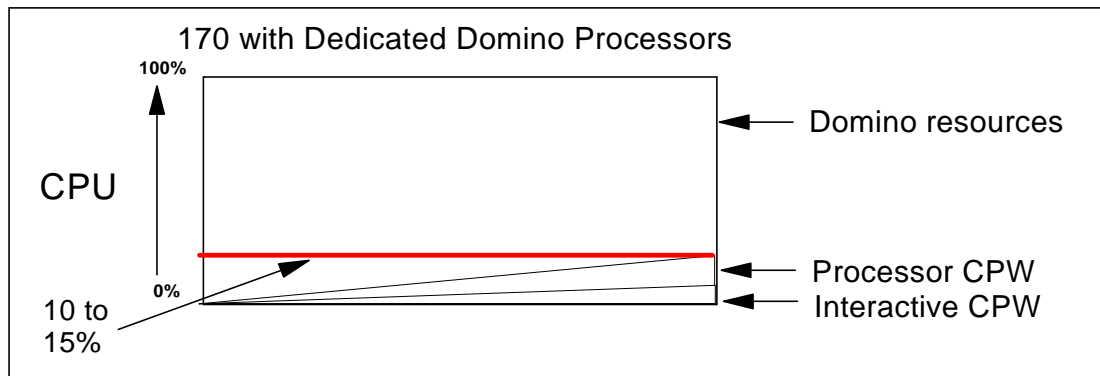 170 with Dedicated Domino Processors
100%
Domino resources
CPU
Processor CPW
0%
Interactive CPW
10 to
15%